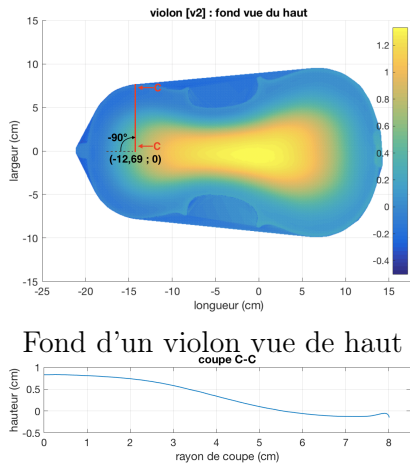 violon [v2] : fond vue du haut
largeur (cm)
15
10
5
0
-5
-10
-15
-25 -20 -15 -10 -5 0 5 10 15
longueur (cm)
C
-90°
C
(-12,69 ; 0)
1.2
1
0.8
0.6
0.4
0.2
0
-0.2
-0.4
Fond d'un violon vue de haut
coupe C-C
hauteur (cm)
1
0.5
0
-0.5
0 1 2 3 4 5 6 7 8
rayon de coupe (cm)